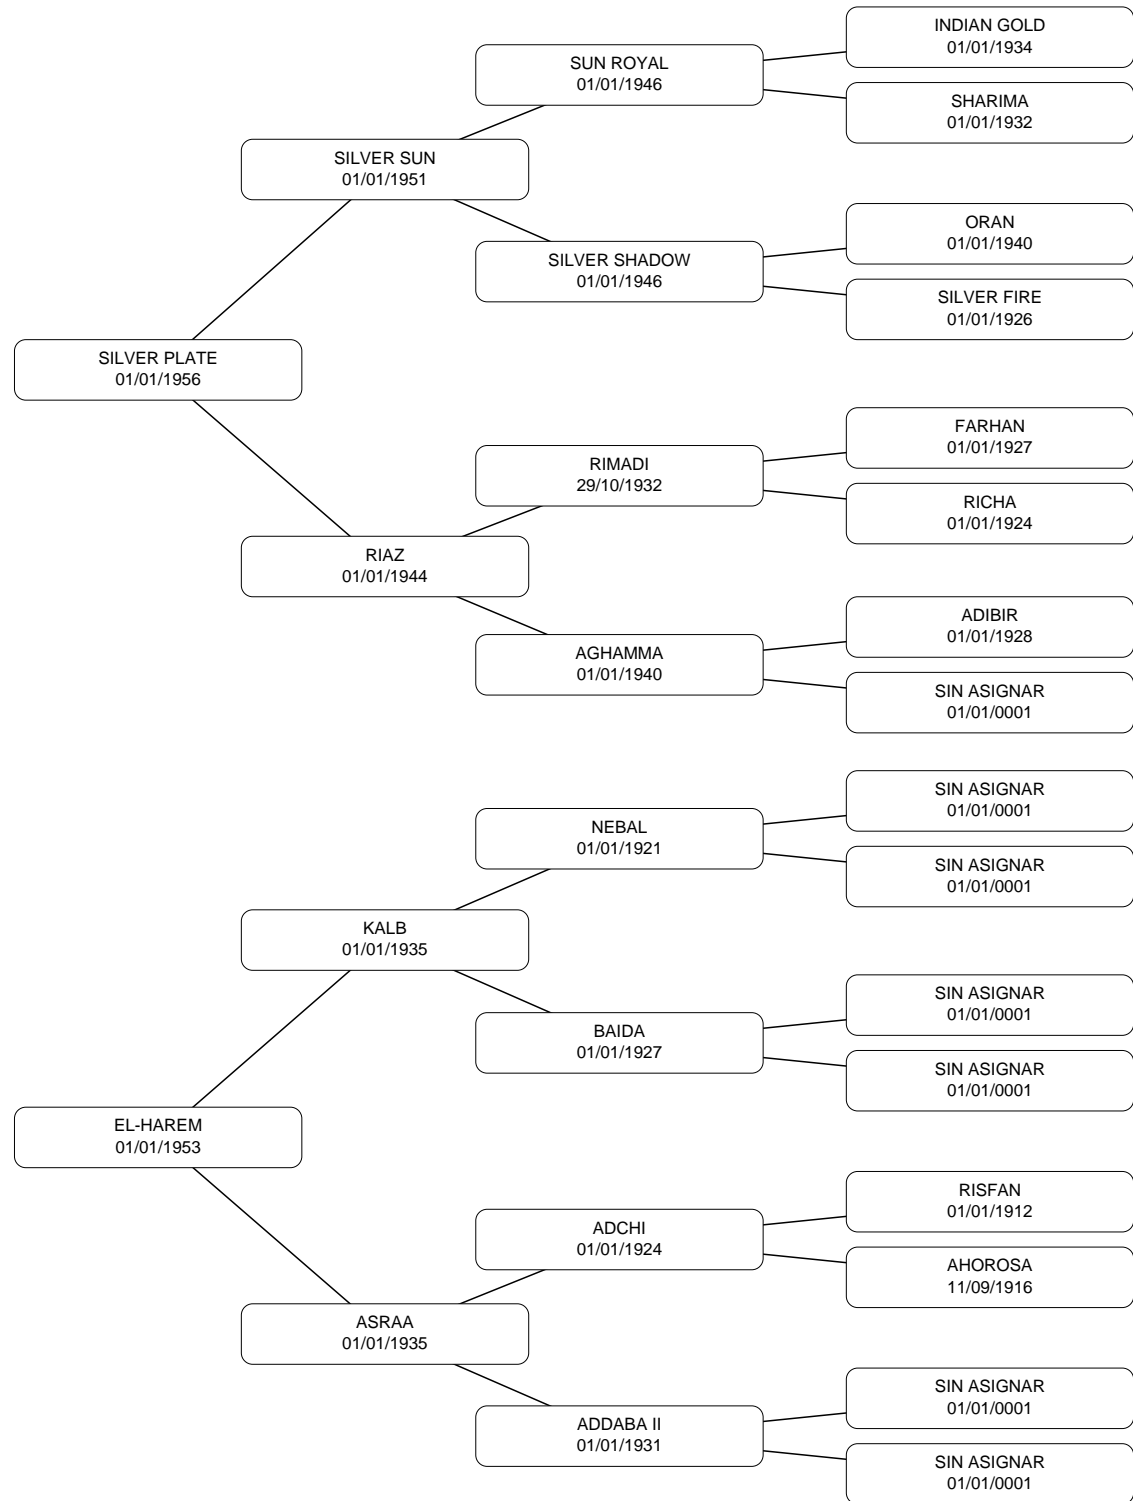 INDIAN GOLD
01/01/1934
SUN ROYAL
01/01/1946
SHARIMA
01/01/1932
SILVER SUN
01/01/1951
ORAN
01/01/1940
SILVER SHADOW
01/01/1946
SILVER FIRE
01/01/1926
SILVER PLATE
01/01/1956
FARHAN
01/01/1927
RIMADI
29/10/1932
RICHA
01/01/1924
RIAZ
01/01/1944
ADIBIR
01/01/1928
AGHAMMA
01/01/1940
SIN ASIGNAR
01/01/0001
SIN ASIGNAR
01/01/0001
NEBAL
01/01/1921
SIN ASIGNAR
01/01/0001
KALB
01/01/1935
SIN ASIGNAR
01/01/0001
BAIDA
01/01/1927
SIN ASIGNAR
01/01/0001
EL-HAREM
01/01/1953
RISFAN
01/01/1912
ADCHI
01/01/1924
AHOROSA
11/09/1916
ASRAA
01/01/1935
SIN ASIGNAR
01/01/0001
ADDABA II
01/01/1931
SIN ASIGNAR
01/01/0001